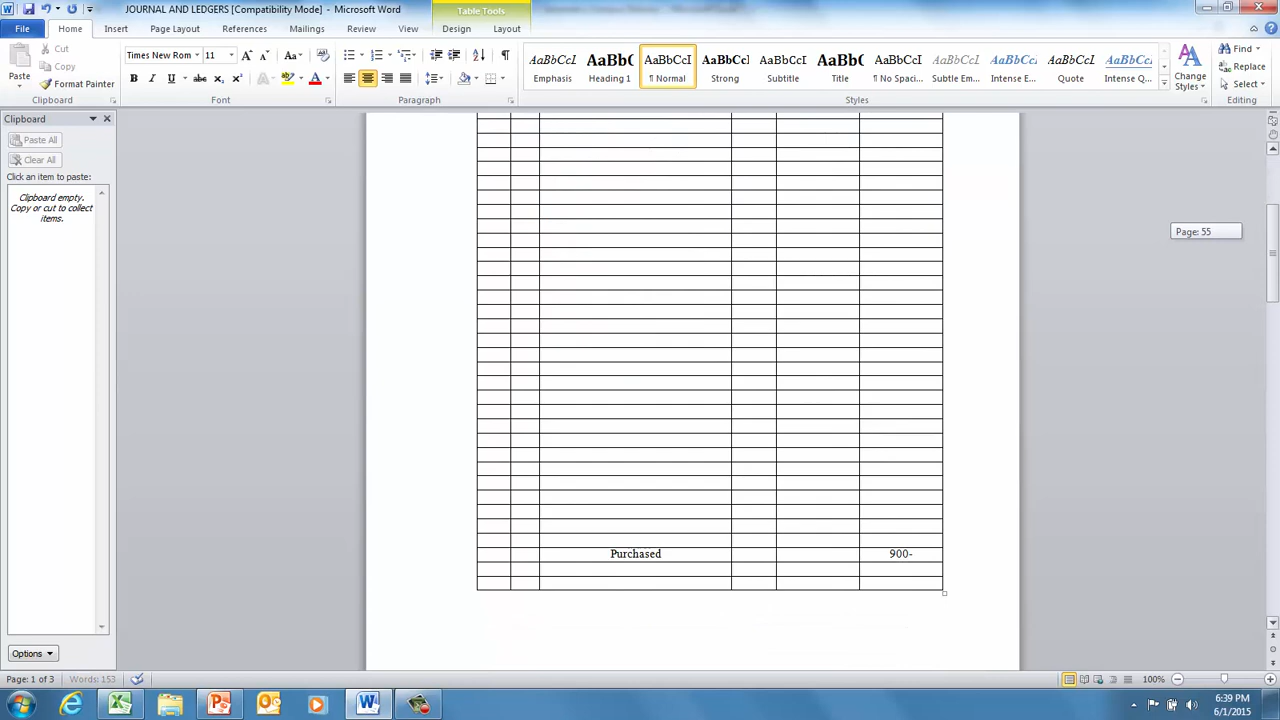 JOURNAL AND LEDGERS [Compatibility Mode] - Microsoft Word
Table Tools
File
Home
Insert
Page Layout
References
Mailings
Review
View
Design
Layout
Paste
Cut
Copy
Format Painter
Clipboard
Times New Rom
11
Font
Paragraph
AaBbCcI
Emphasis
AaBb(
Heading 1
AaBbCcI
¶ Normal
AaBbCcl
Strong
AaBbCcI
Subtitle
AaBb(
Title
AaBbCcI
¶ No Spaci...
AaBbCcI
Subtle Em...
AaBbCcI
Intense E...
AaBbCcI
Quote
AaBbCcI
Intense Q...
Change
Styles
Styles
Find
Replace
Select
Editing
Clipboard
Paste All
Clear All
Click an item to paste:
Clipboard empty.
Copy or cut to collect
items.
Options
Page: 55
Purchased 900-
Page: 1 of 3
Words: 153
100%
6:39 PM
6/1/2015